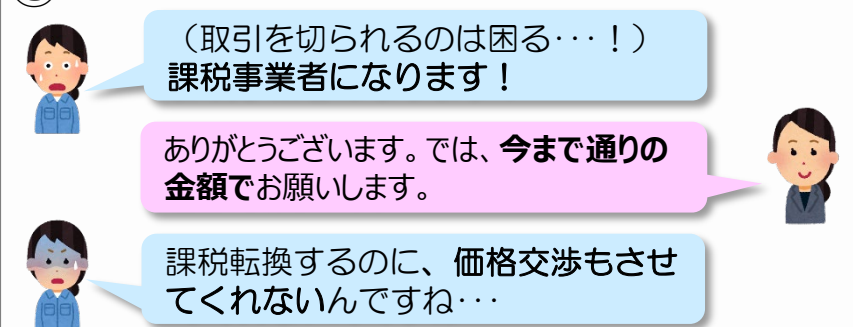 （取引を切られるのは困る･･･！）
課税事業者になります！
ありがとうございます。では、今まで通りの
金額でお願いします。
課税転換するのに、価格交渉もさせ
てくれないんですね･･･